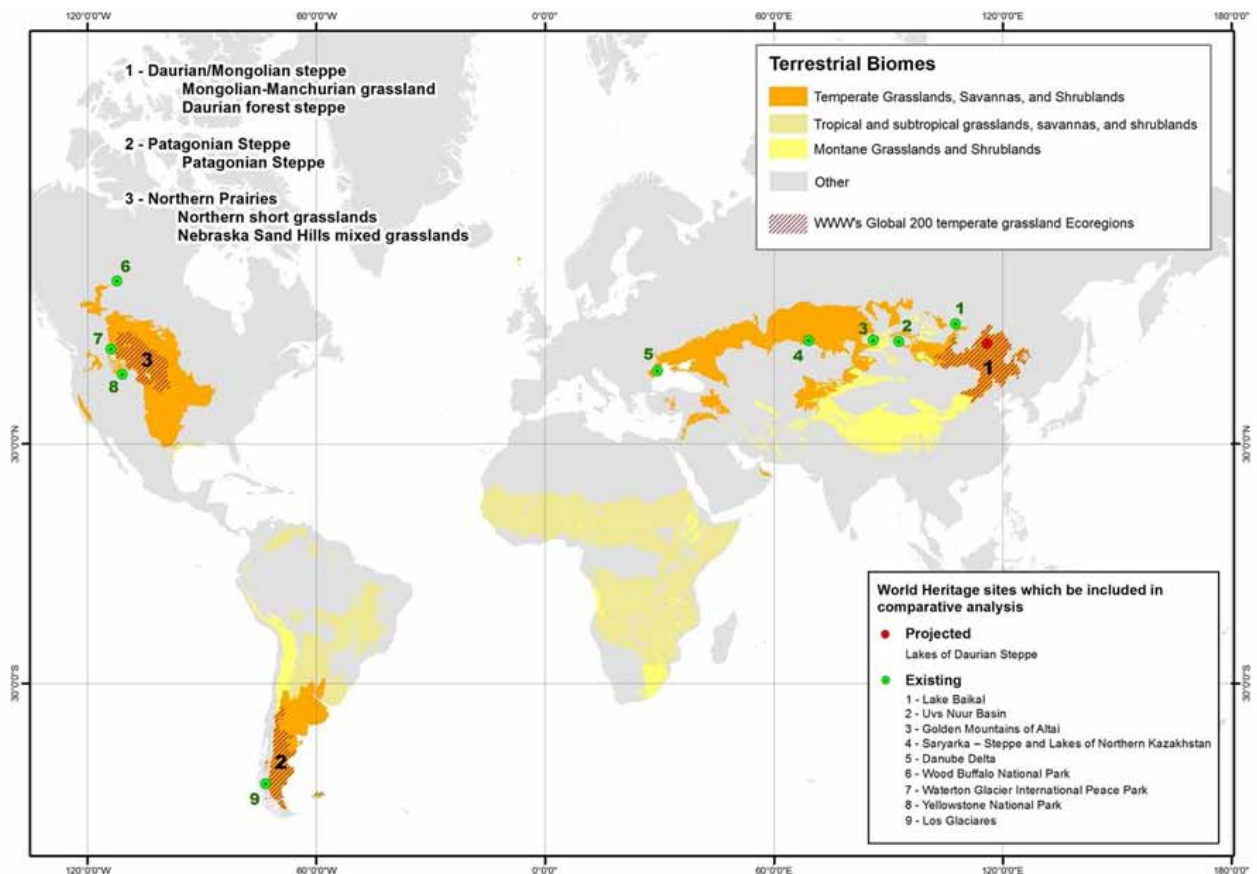 120°0'0"W 60°0'0"W 0°0'0" 60°0'0"E 120°0'0"E 180°0'0"
1 - Daurian/Mongolian steppe
Mongolian-Manchurian grassland
Daurian forest steppe
2 - Patagonian Steppe
Patagonian Steppe
3 - Northern Prairies
Northern short grasslands
Nebraska Sand Hills mixed grasslands
Terrestrial Biomes
Temperate Grasslands, Savannas, and Shrublands
Tropical and subtropical grasslands, savannas, and shrublands
Montane Grasslands and Shrublands
Other
WWW's Global 200 temperate grassland Ecoregions
6
7
3
8
5
4
3
2
1
1
30°0'0"N 30°0'0"N
30°0'0"S 30°0'0"S
2
9
World Heritage sites which be included in
comparative analysis
Projected
Lakes of Daurian Steppe
Existing
1 - Lake Baikal
2 - Uvs Nuur Basin
3 - Golden Mountains of Altai
4 - Saryarka – Steppe and Lakes of Northern Kazakhstan
5 - Danube Delta
6 - Wood Buffalo National Park
7 - Waterton Glacier International Peace Park
8 - Yellowstone National Park
9 - Los Glaciares
120°0'0"W 60°0'0"W 0°0'0" 60°0'0"E 120°0'0"E 180°0'0"